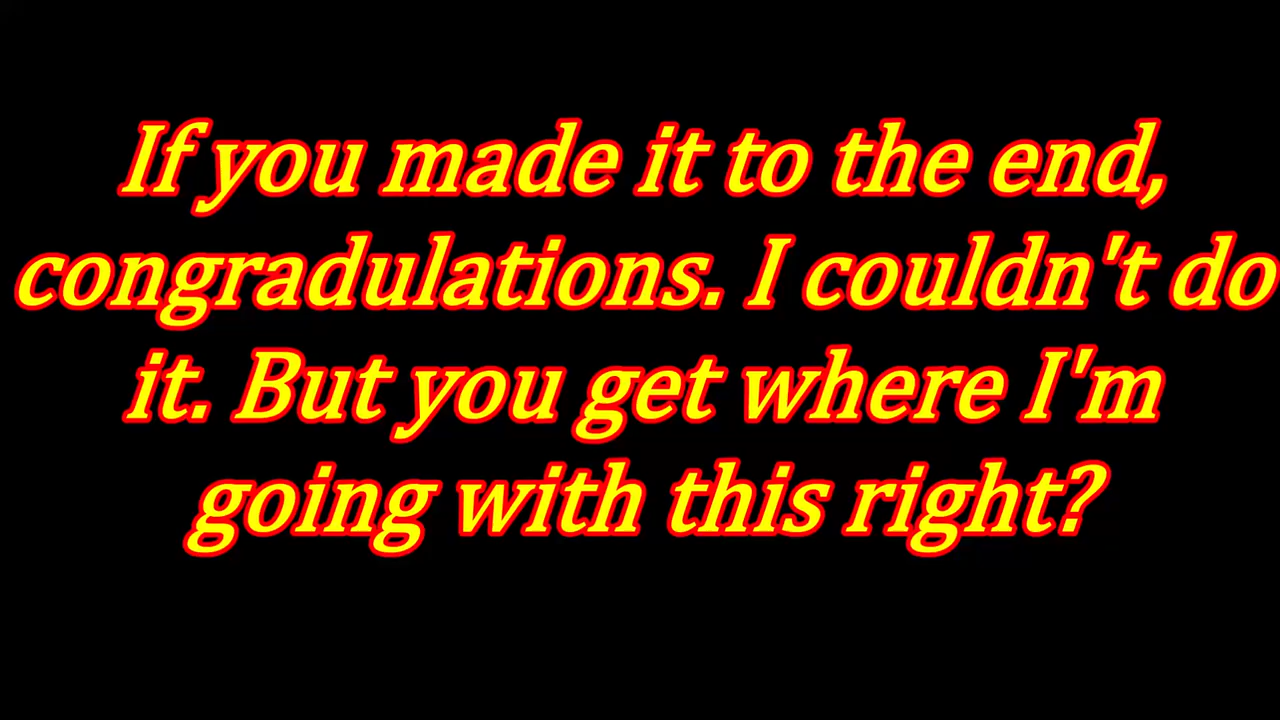 If you made it to the end,
congradulations. I couldn't do
it. But you get where I'm
going with this right?